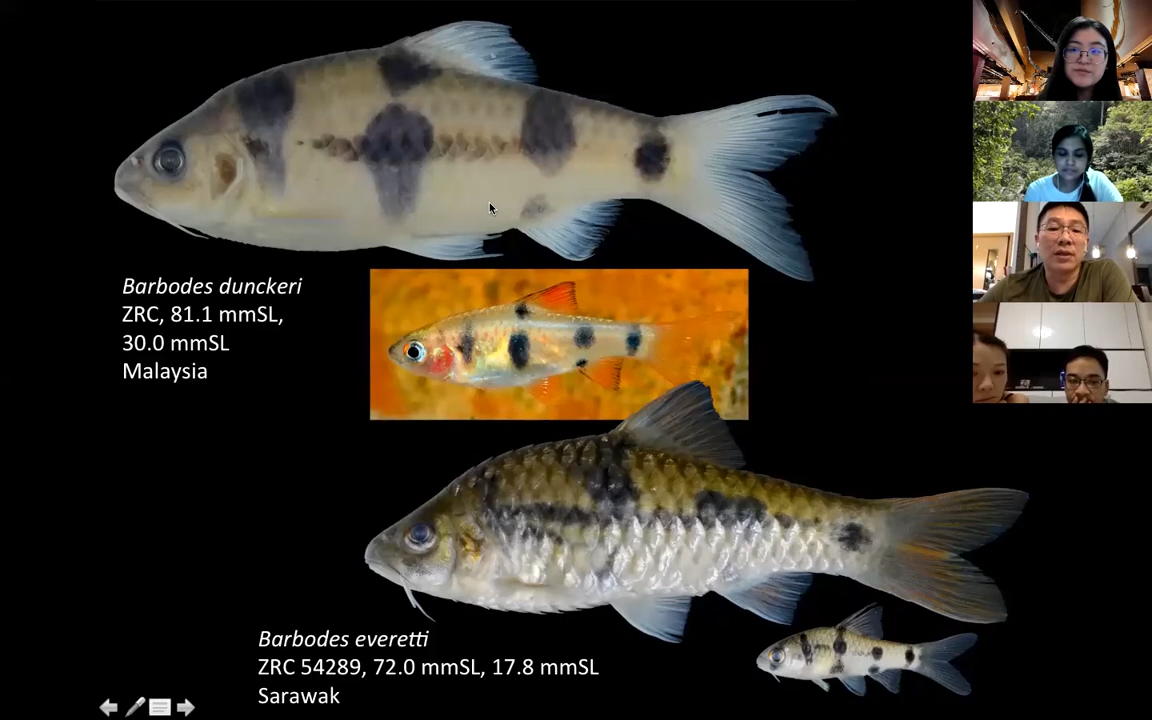 Barbodes dunckeri
ZRC, 81.1 mmSL,
30.0 mmSL
Malaysia
Barbodes everetti
ZRC 54289, 72.0 mmSL, 17.8 mmSL
Sarawak